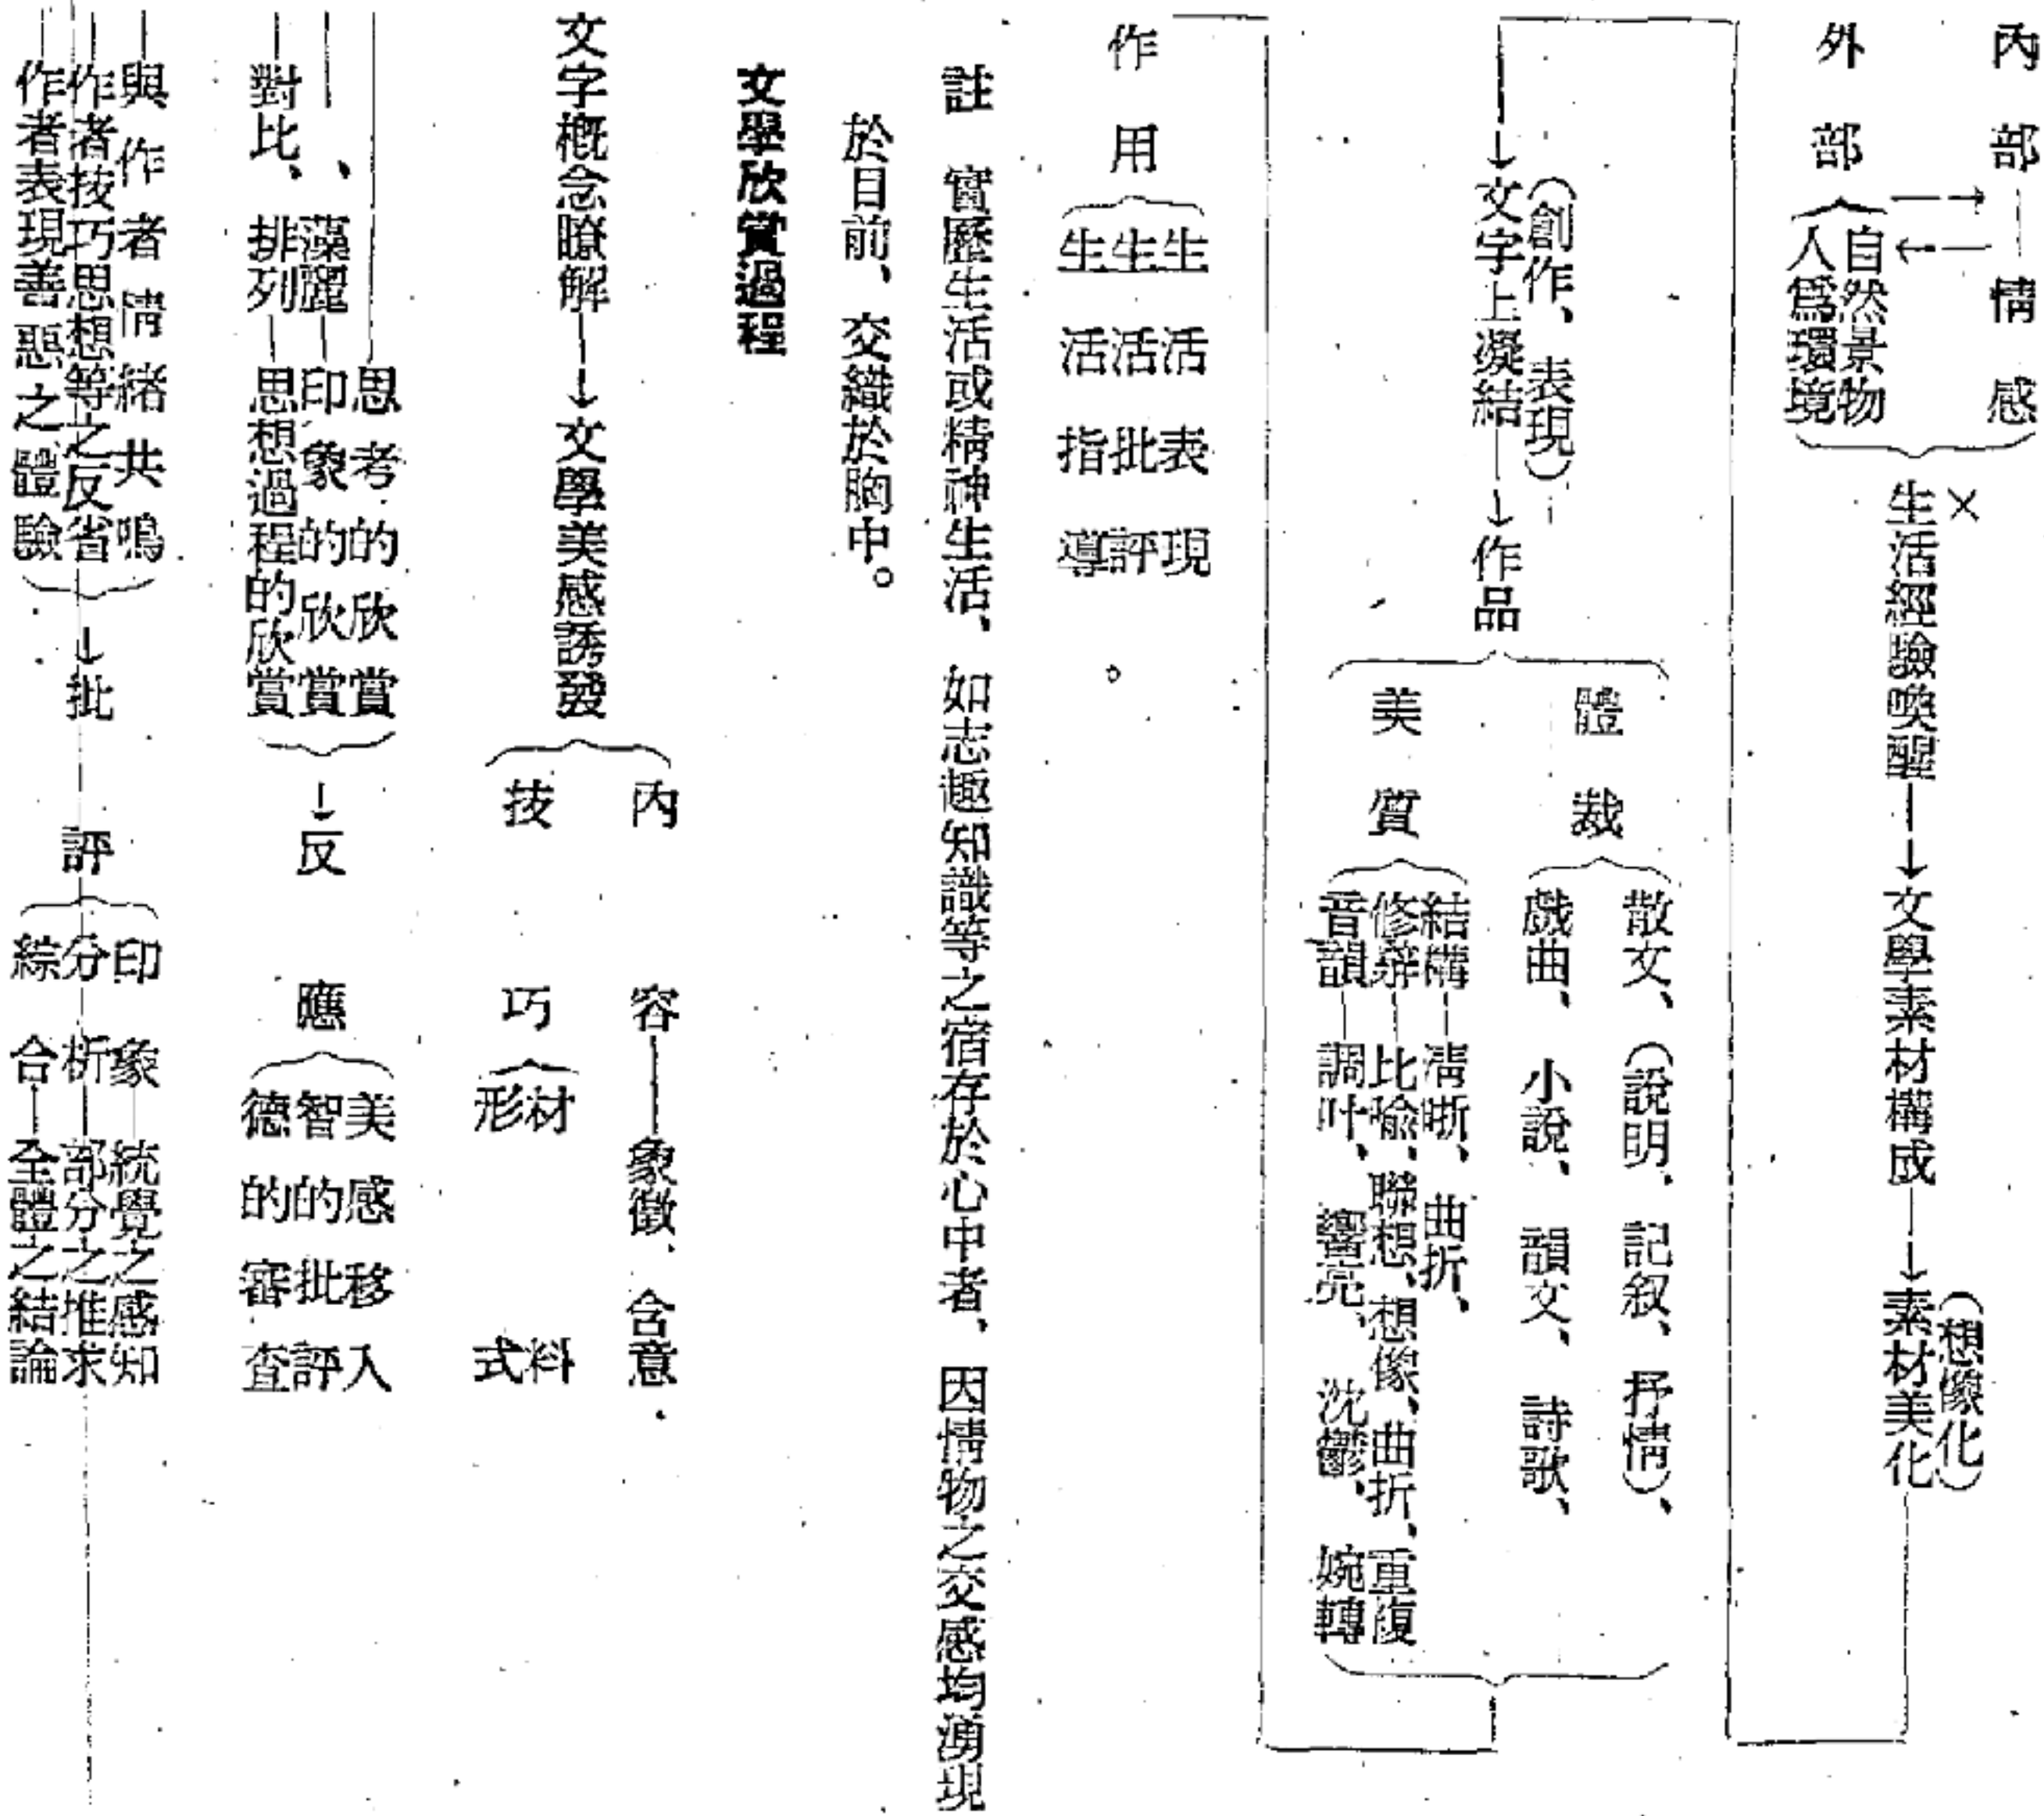 內部——情感
外部
自然景物
人爲環境
×
生活經驗喚醒——→文學素材構成——→素材美化
（想像化）
（創作、表現）
——→文字上凝結——→作品
體裁
散文、（說明、記叙、抒情）、
戲曲、小說、韻文、詩歌、
美質
結構——淸晰、曲折、
修辭——比喻、聯想、想像、曲折、重復
音韻——調叶、響亮、沈鬱、婉轉
作用
生活表現
生活批評
生活指導
註　實歷生活或精神生活、如志趣知識等之宿存於心中者、因情物之交感均湧現
於目前、交織於胸中。
文學欣賞過程
文字概念瞭解——→文學美感誘發
內容——象徵、含意.
技巧
材料
形式
——思考的欣賞
——、藻麗——印象的欣賞
——對比、排列——思想過程的欣賞
→反應
美感移入
智的批評
德的審查
——與作者情緒共鳴
——作者技巧思想等之反省
——作者表現善惡之體驗
→批評
印象——統覺之感知
分析——部分之推求
綜合——全體之結論